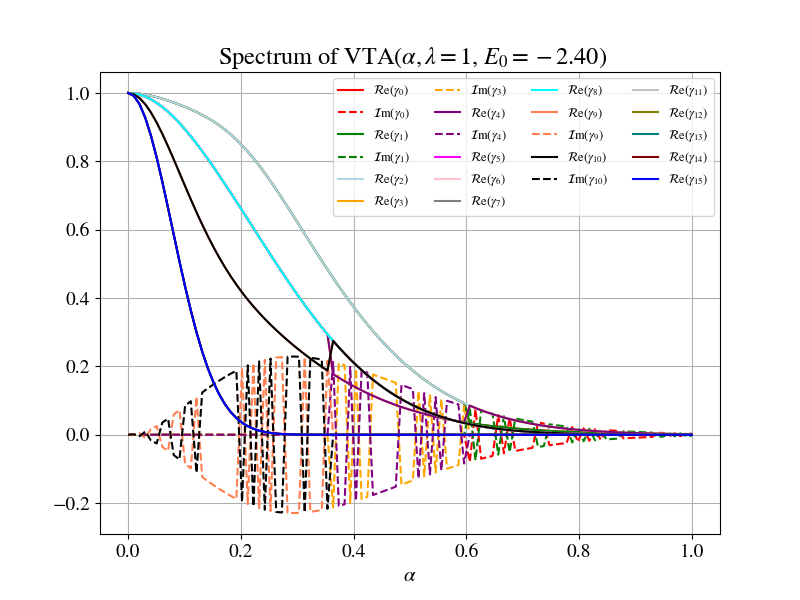 Spectrum of VTA(α, λ = 1, E₀ = −2.40)
ℛe(γ₀)
ℐm(γ₀)
ℛe(γ₁)
ℐm(γ₁)
ℛe(γ₂)
ℛe(γ₃)
ℐm(γ₃)
ℛe(γ₄)
ℐm(γ₄)
ℛe(γ₅)
ℛe(γ₆)
ℛe(γ₇)
ℛe(γ₈)
ℛe(γ₉)
ℐm(γ₉)
ℛe(γ₁₀)
ℐm(γ₁₀)
ℛe(γ₁₁)
ℛe(γ₁₂)
ℛe(γ₁₃)
ℛe(γ₁₄)
ℛe(γ₁₅)
1.0
0.8
0.6
0.4
0.2
0.0
−0.2
0.0 0.2 0.4 0.6 0.8 1.0
α